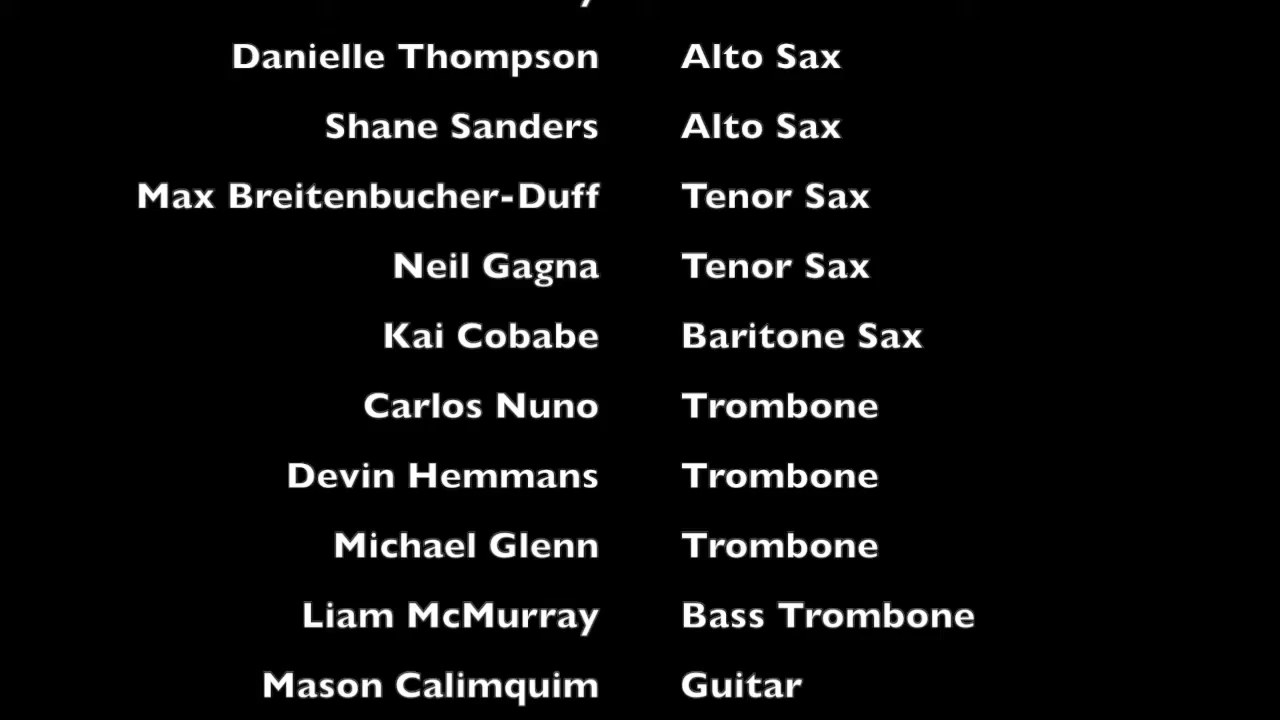 Danielle Thompson Alto Sax
Shane Sanders Alto Sax
Max Breitenbucher-Duff Tenor Sax
Neil Gagna Tenor Sax
Kai Cobabe Baritone Sax
Carlos Nuno Trombone
Devin Hemmans Trombone
Michael Glenn Trombone
Liam McMurray Bass Trombone
Mason Calimquim Guitar